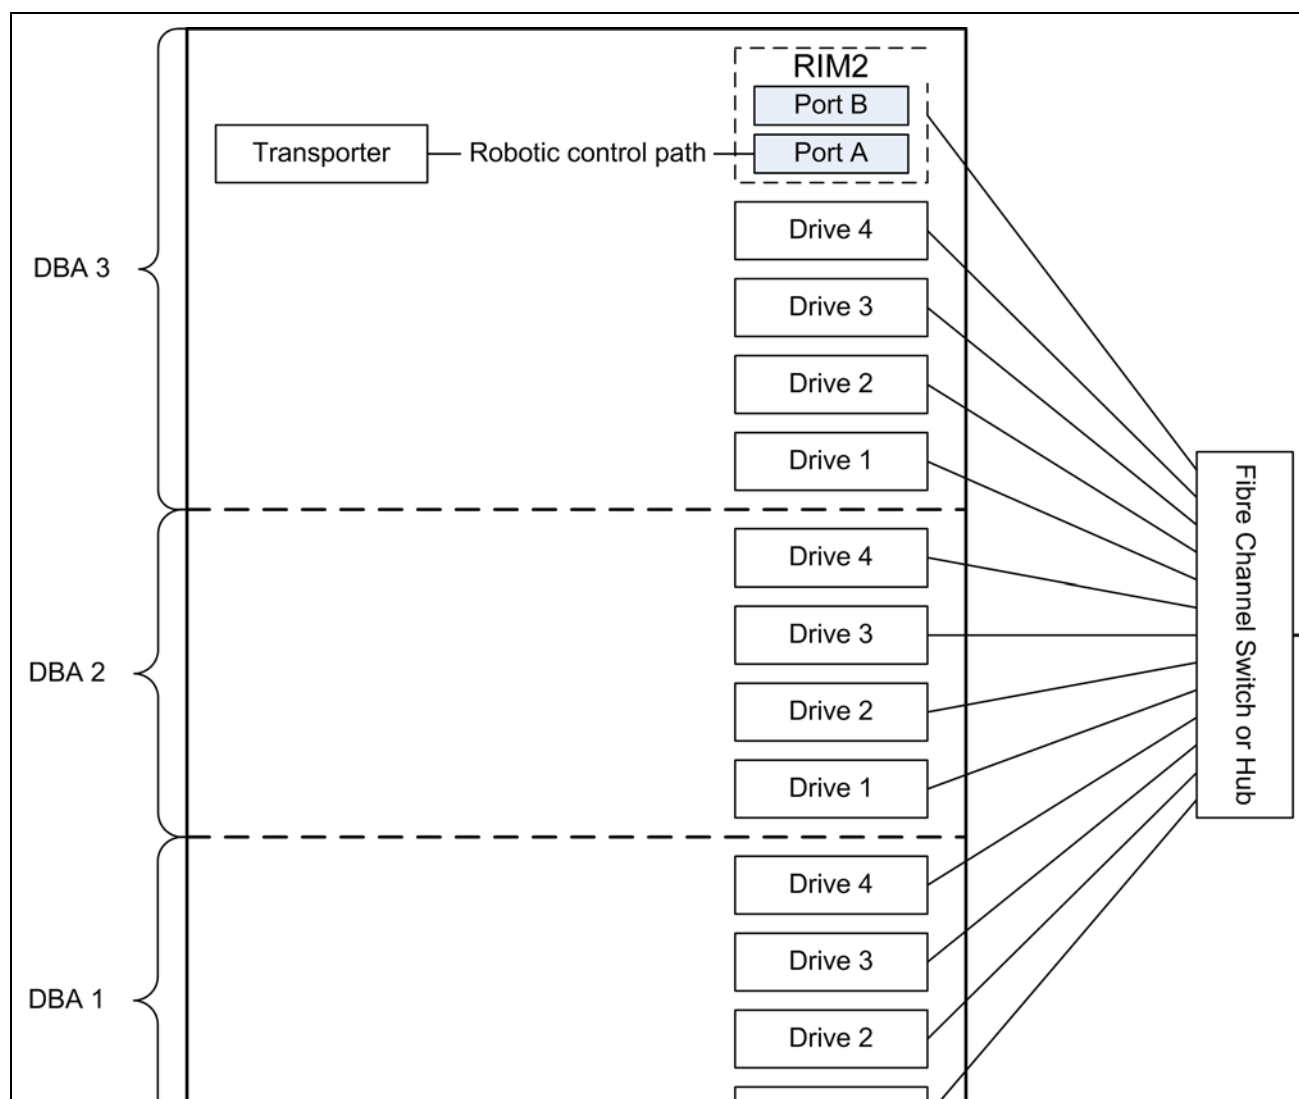 RIM2
Port B
Transporter
Robotic control path
Port A
Drive 4
DBA 3
Drive 3
Drive 2
Drive 1
Fibre Channel Switch or Hub
Drive 4
Drive 3
DBA 2
Drive 2
Drive 1
Drive 4
Drive 3
DBA 1
Drive 2